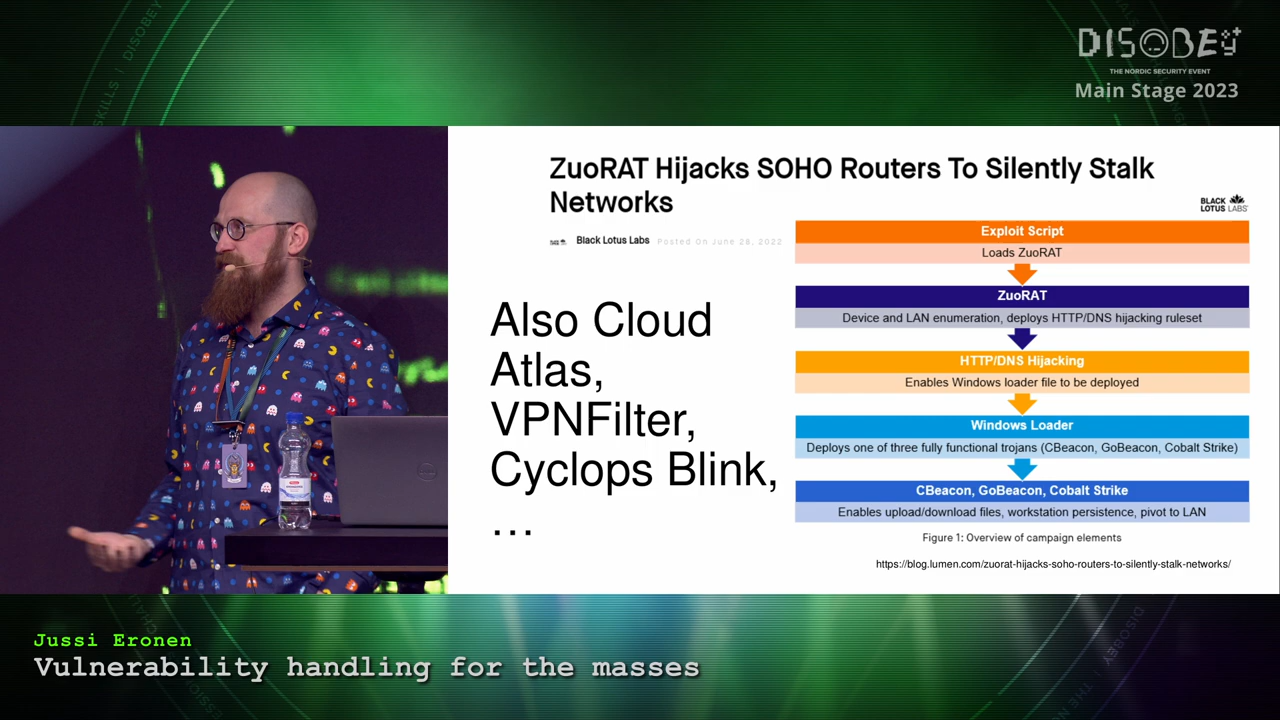 DISOBEY
THE NORDIC SECURITY EVENT
Main Stage 2023
SKILLS | DISOBEY
ZuoRAT Hijacks SOHO Routers To Silently Stalk
Networks
BLACK
LOTUS LABS
Black Lotus Labs Posted On June 28, 2022
Also Cloud
Atlas,
VPNFilter,
Cyclops Blink,
...
Exploit Script
Loads ZuoRAT
ZuoRAT
Device and LAN enumeration, deploys HTTP/DNS hijacking ruleset
HTTP/DNS Hijacking
Enables Windows loader file to be deployed
Windows Loader
Deploys one of three fully functional trojans (CBeacon, GoBeacon, Cobalt Strike)
CBeacon, GoBeacon, Cobalt Strike
Enables upload/download files, workstation persistence, pivot to LAN
Figure 1: Overview of campaign elements
https://blog.lumen.com/zuorat-hijacks-soho-routers-to-silently-stalk-networks/
Jussi Eronen
Vulnerability handling for the masses